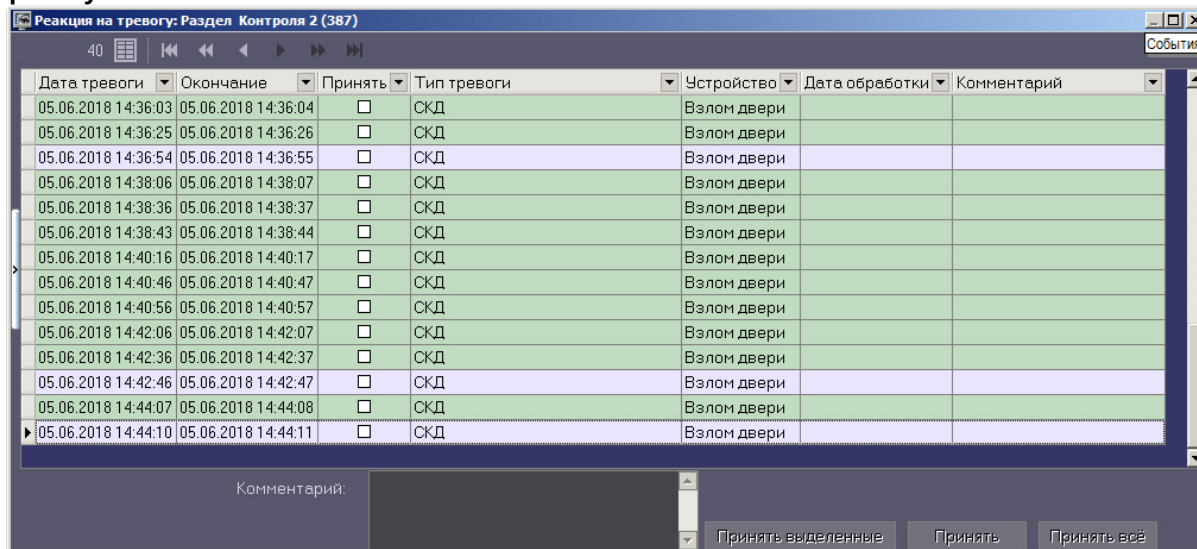 Реакция на тревогу: Раздел Контроля 2 (387)
События
40
Дата тревоги Окончание Принять Тип тревоги Устройство Дата обработки Комментарий
05.06.2018 14:36:03 05.06.2018 14:36:04 СКД Взлом двери
05.06.2018 14:36:25 05.06.2018 14:36:26 СКД Взлом двери
05.06.2018 14:36:54 05.06.2018 14:36:55 СКД Взлом двери
05.06.2018 14:38:06 05.06.2018 14:38:07 СКД Взлом двери
05.06.2018 14:38:36 05.06.2018 14:38:37 СКД Взлом двери
05.06.2018 14:38:43 05.06.2018 14:38:44 СКД Взлом двери
05.06.2018 14:40:16 05.06.2018 14:40:17 СКД Взлом двери
05.06.2018 14:40:46 05.06.2018 14:40:47 СКД Взлом двери
05.06.2018 14:40:56 05.06.2018 14:40:57 СКД Взлом двери
05.06.2018 14:42:06 05.06.2018 14:42:07 СКД Взлом двери
05.06.2018 14:42:36 05.06.2018 14:42:37 СКД Взлом двери
05.06.2018 14:42:46 05.06.2018 14:42:47 СКД Взлом двери
05.06.2018 14:44:07 05.06.2018 14:44:08 СКД Взлом двери
05.06.2018 14:44:10 05.06.2018 14:44:11 СКД Взлом двери
Комментарий:
Принять выделенные Принять Принять всё